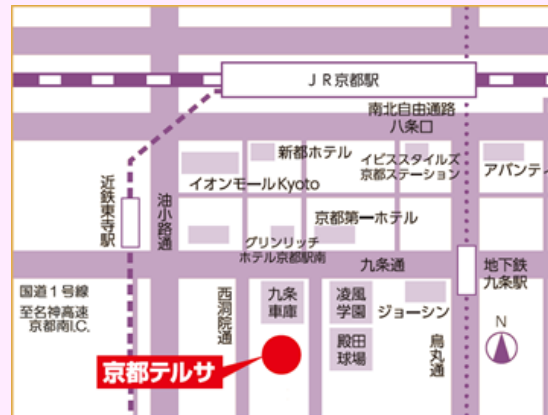 JR京都駅
南北自由通路
八条口
新都ホテル
イビススタイルズ
京都ステーション
アバンティ
イオンモールKyoto
近鉄東寺駅
油小路通
京都第一ホテル
グリンリッチ
ホテル京都駅南
九条通
地下鉄
九条駅
国道1号線
至名神高速
京都南I.C.
西洞院通
九条
車庫
凌風
学園
ジョーシン
殿田
球場
烏丸通
N
京都テルサ